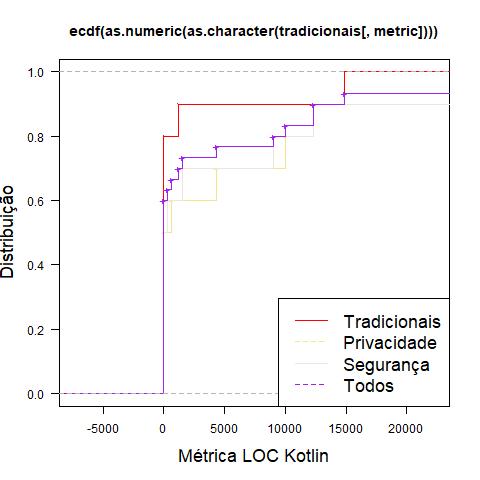 ecdf(as.numeric(as.character(tradicionais[, metric])))
Distribuição
1.0
0.8
0.6
0.4
0.2
0.0
-5000 0 5000 10000 15000 20000
Métrica LOC Kotlin
Tradicionais
Privacidade
Segurança
Todos